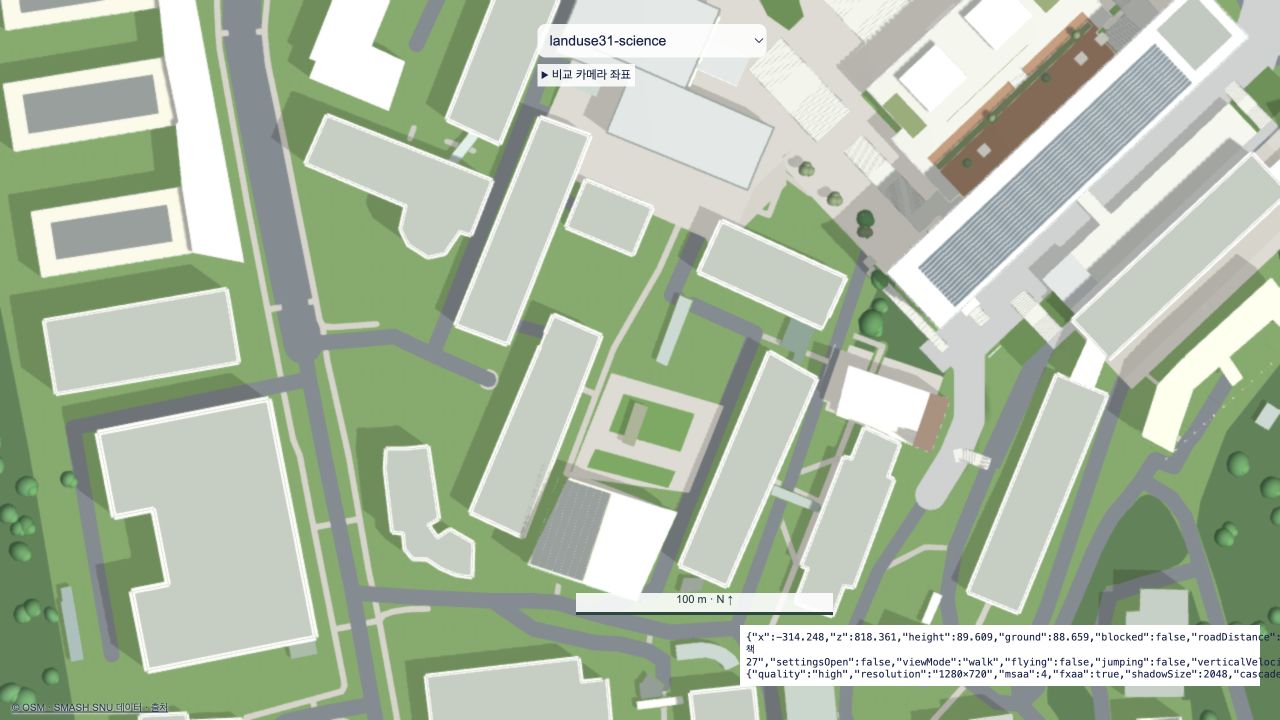 landuse31-science
▶ 비교 카메라 좌표
100 m · N ↑
{"x":−314.248,"z":818.361,"height":89.609,"ground":88.659,"blocked":false,"roadDistance"
책
27","settingsOpen":false,"viewMode":"walk","flying":false,"jumping":false,"verticalVeloci
{"quality":"high","resolution":"1280×720","msaa":4,"fxaa":true,"shadowSize":2048,"cascade
© OSM · SMASH SNU 데이터 · 출처